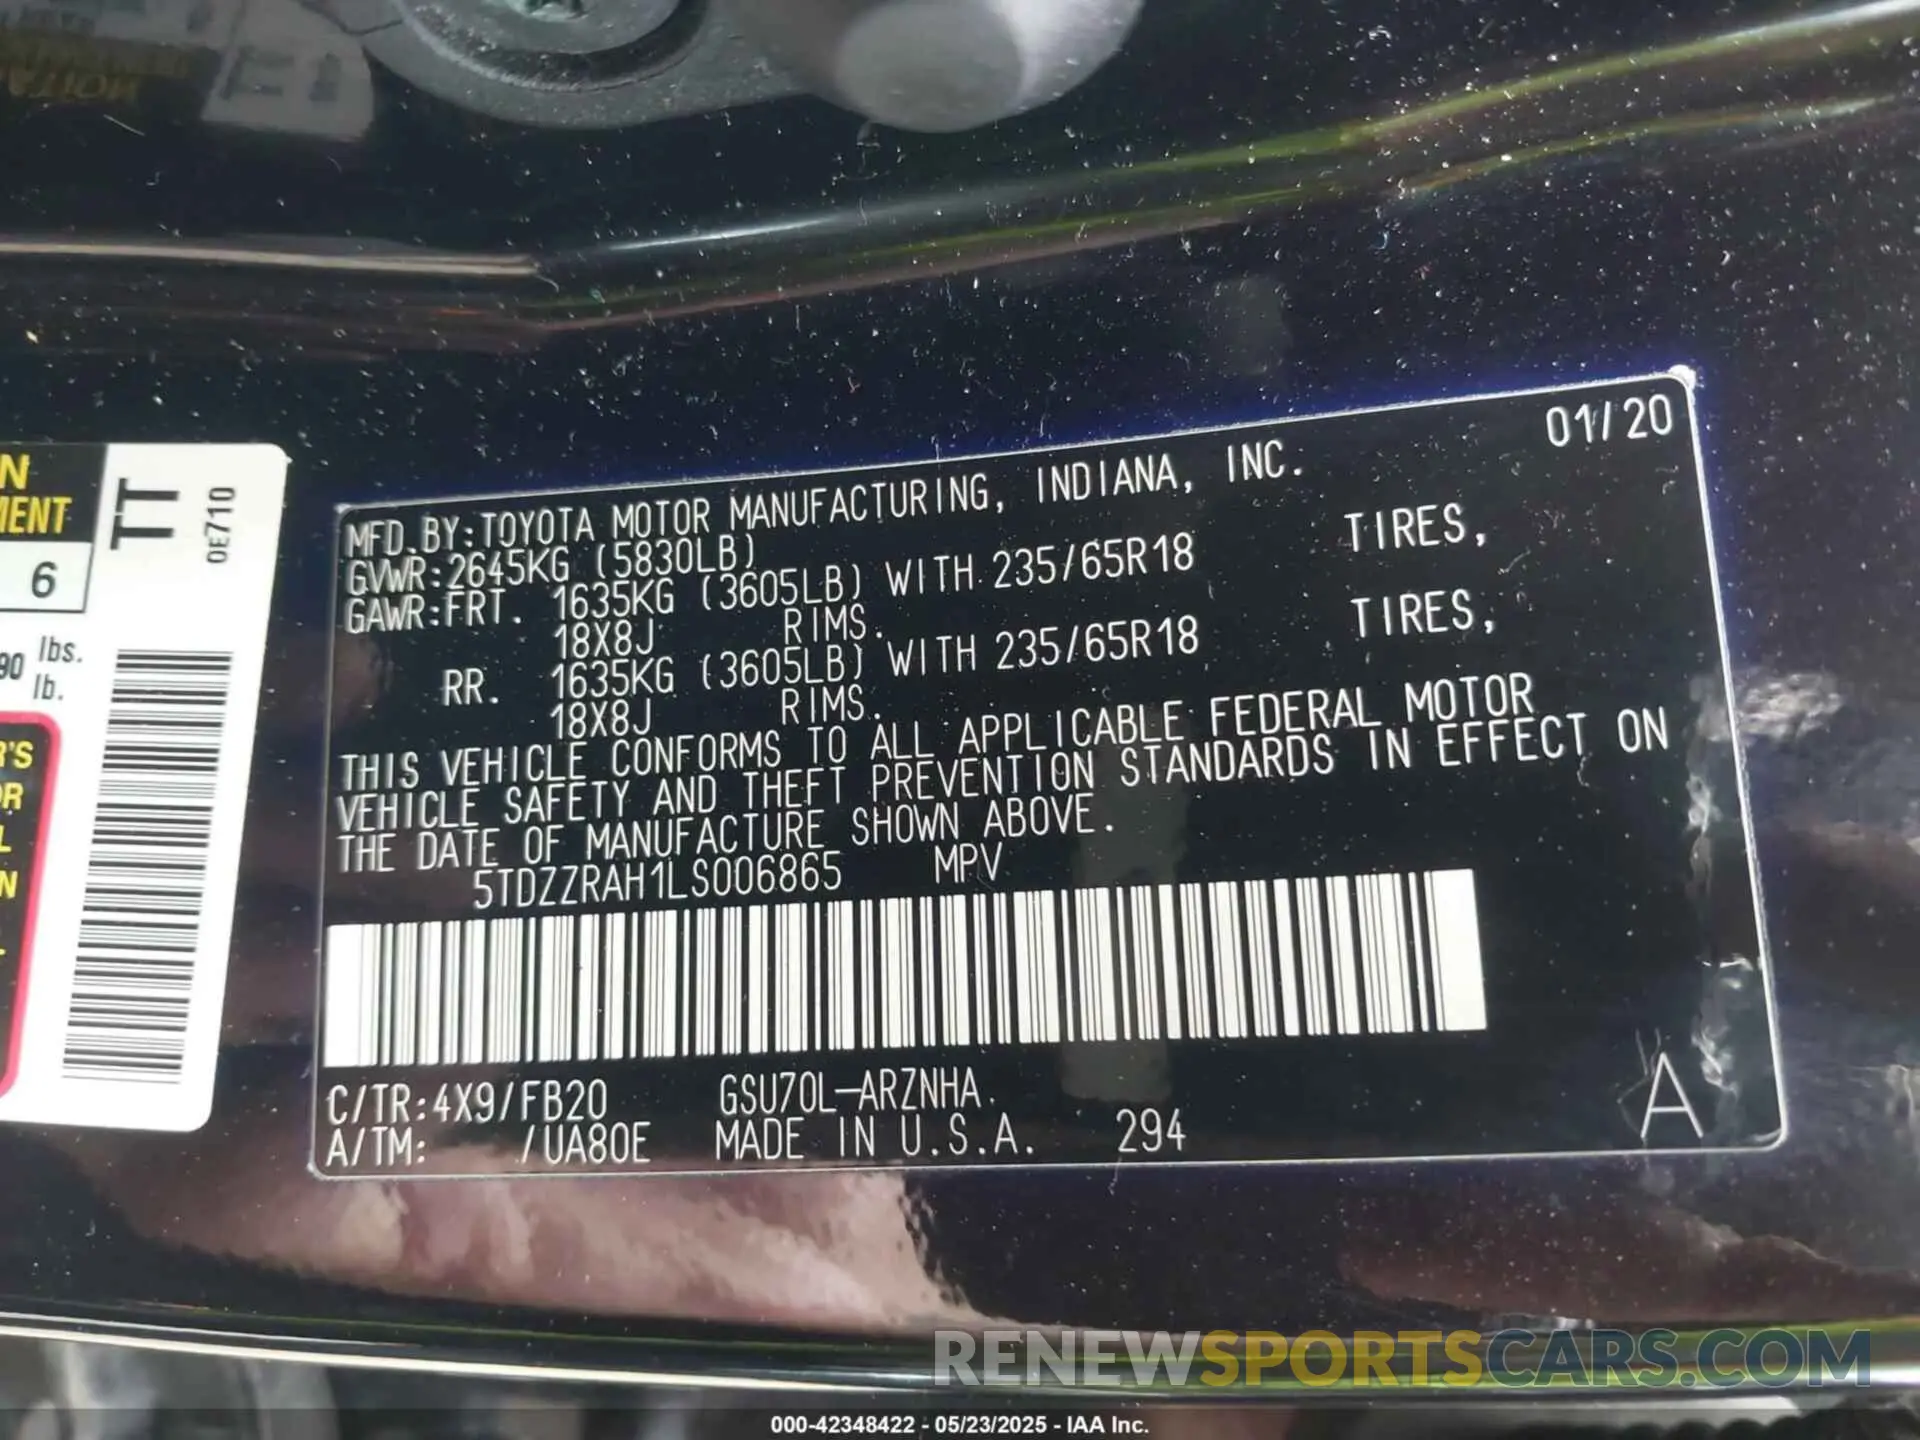 01/20
MFD.BY:TOYOTA MOTOR MANUFACTURING, INDIANA, INC.
GVWR:2645KG (5830LB)
GAWR:FRT. 1635KG (3605LB) WITH 235/65R18 TIRES,
18X8J RIMS.
RR. 1635KG (3605LB) WITH 235/65R18 TIRES,
18X8J RIMS.
THIS VEHICLE CONFORMS TO ALL APPLICABLE FEDERAL MOTOR
VEHICLE SAFETY AND THEFT PREVENTION STANDARDS IN EFFECT ON
THE DATE OF MANUFACTURE SHOWN ABOVE.
5TDZZRAH1LS006865 MPV
C/TR:4X9/FB20 GSU70L-ARZNHA
A/TM: /UA80E MADE IN U.S.A. 294
A
TT
0E710
6
90 lbs.
lb.
RENEWSPORTSCARS.COM
000-42348422 - 05/23/2025 - IAA Inc.